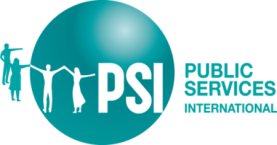 PSI
PUBLIC
SERVICES
INTERNATIONAL